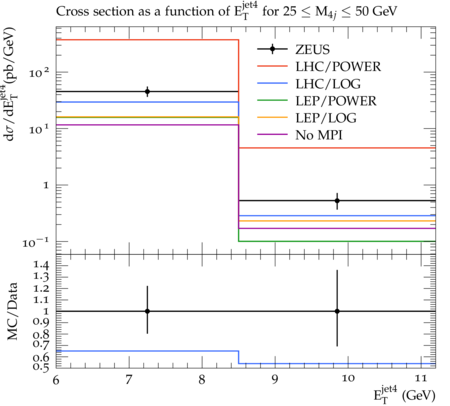 Cross section as a function of E_T^jet4 for 25 ≤ M_4j ≤ 50 GeV
dσ/dE_T^jet4 (pb/GeV)
ZEUS
LHC/POWER
LHC/LOG
LEP/POWER
LEP/LOG
No MPI
10^2
10^1
1
10^−1
MC/Data
1.4
1.3
1.2
1.1
1
0.9
0.8
0.7
0.6
0.5
6 7 8 9 10 11
E_T^jet4 (GeV)